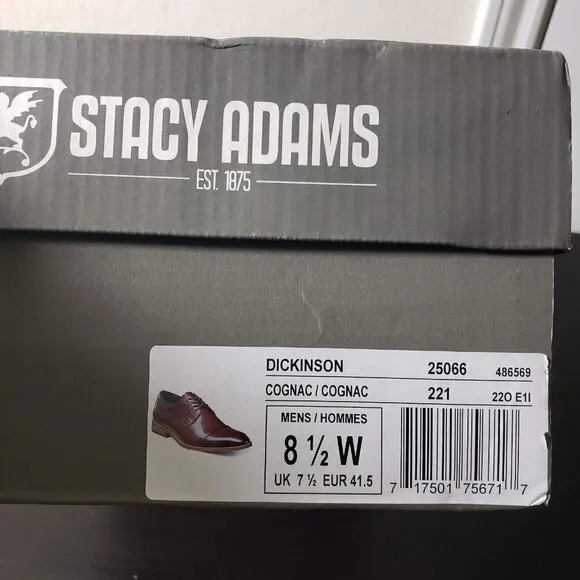 STACY ADAMS
EST. 1875
DICKINSON 25066 486569
COGNAC / COGNAC 221 22O E1I
MENS / HOMMES
8 ½ W
UK 7 ½ EUR 41.5
7 17501 75671 7